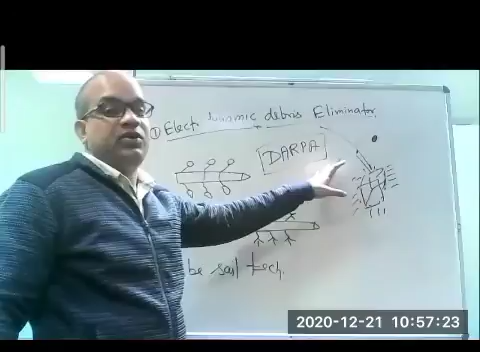 ① Elect dynamic debris Eliminator
DARPA
be sail tech.
2020-12-21 10:57:23